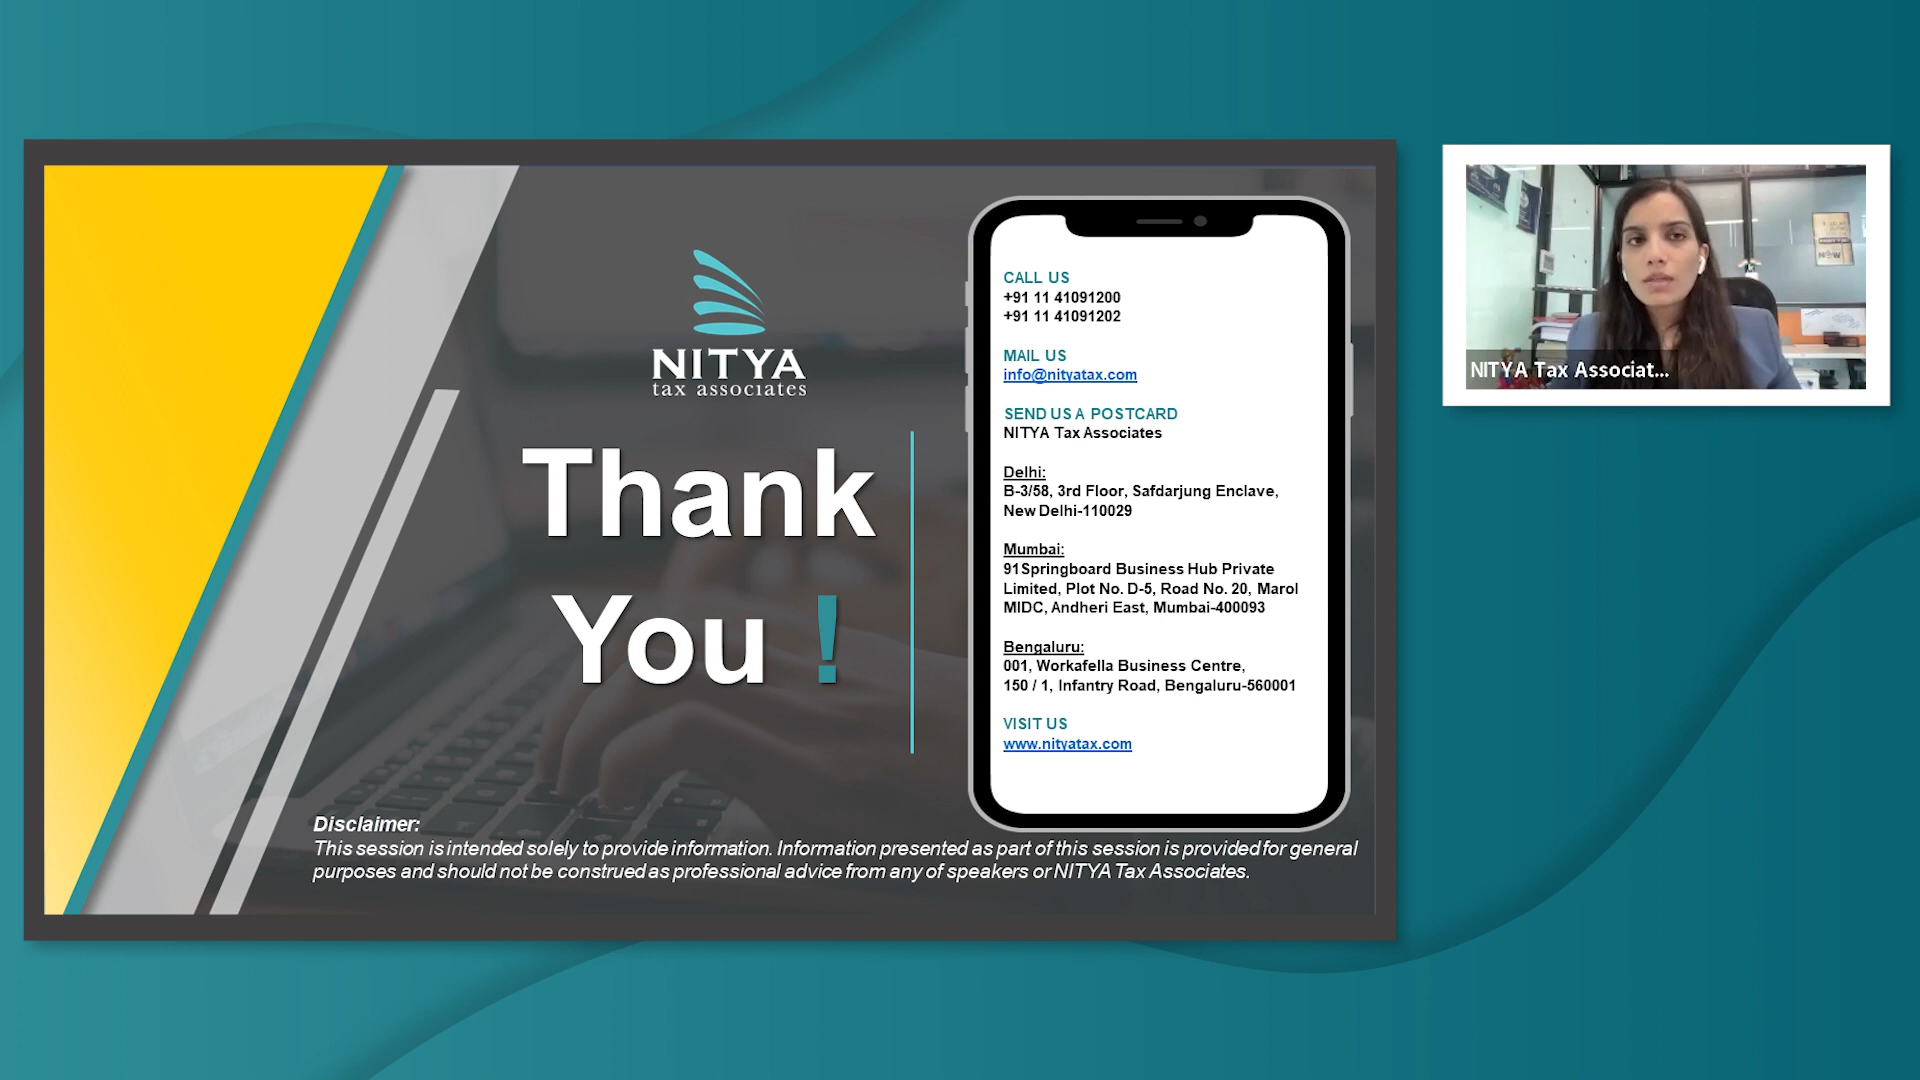 NITYA
tax associates
Thank
You !
CALL US
+91 11 41091200
+91 11 41091202
MAIL US
info@nityatax.com
SEND US A POSTCARD
NITYA Tax Associates
Delhi:
B-3/58, 3rd Floor, Safdarjung Enclave,
New Delhi-110029
Mumbai:
91Springboard Business Hub Private
Limited, Plot No. D-5, Road No. 20, Marol
MIDC, Andheri East, Mumbai-400093
Bengaluru:
001, Workafella Business Centre,
150 / 1, Infantry Road, Bengaluru-560001
VISIT US
www.nityatax.com
Disclaimer:
This session is intended solely to provide information. Information presented as part of this session is provided for general
purposes and should not be construed as professional advice from any of speakers or NITYA Tax Associates.
NITYA Tax Associat...
NOW